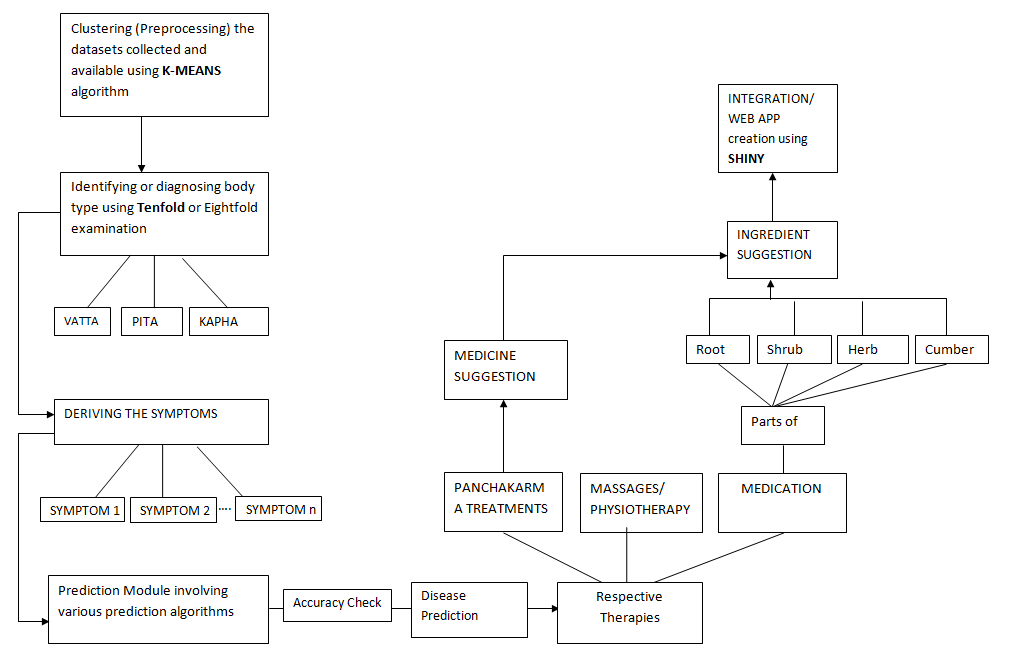 Clustering (Preprocessing) the
datasets collected and
available using K-MEANS
algorithm
Identifying or diagnosing body
type using Tenfold or Eightfold
examination
VATTA
PITA
KAPHA
DERIVING THE SYMPTOMS
SYMPTOM 1
SYMPTOM 2
....
SYMPTOM n
Prediction Module involving
various prediction algorithms
Accuracy Check
Disease
Prediction
Respective
Therapies
PANCHAKARM
A TREATMENTS
MASSAGES/
PHYSIOTHERAPY
MEDICATION
MEDICINE
SUGGESTION
Parts of
Root
Shrub
Herb
Cumber
INGREDIENT
SUGGESTION
INTEGRATION/
WEB APP
creation using
SHINY